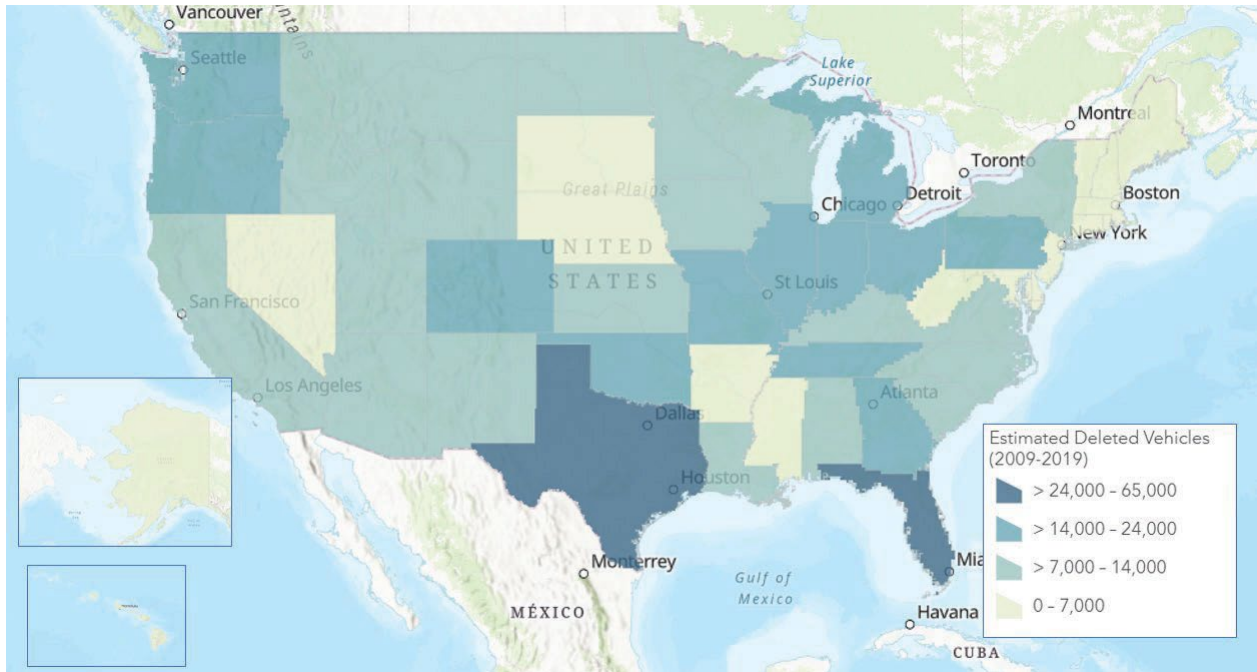 Vancouver
ntains
Seattle
Lake
Superior
Montreal
Toronto
Great Plains
Chicago
Detroit
Boston
New York
UNITED
STATES
San Francisco
St Louis
Los Angeles
Atlanta
Dallas
Houston
Estimated Deleted Vehicles
(2009-2019)
> 24,000 – 65,000
> 14,000 – 24,000
> 7,000 – 14,000
0 – 7,000
Monterrey
Mia
Gulf of
Mexico
MÉXICO
Havana
CUBA